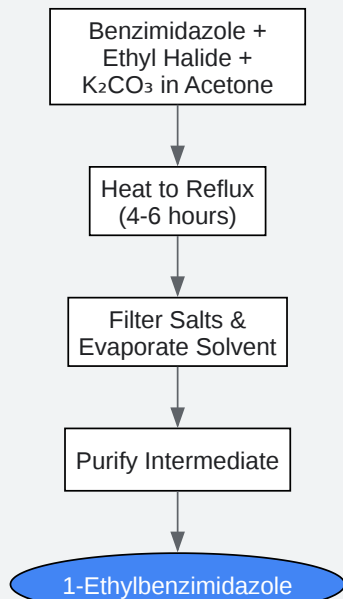 Benzimidazole +
Ethyl Halide +
K₂CO₃ in Acetone
Heat to Reflux
(4-6 hours)
Filter Salts &
Evaporate Solvent
Purify Intermediate
1-Ethylbenzimidazole